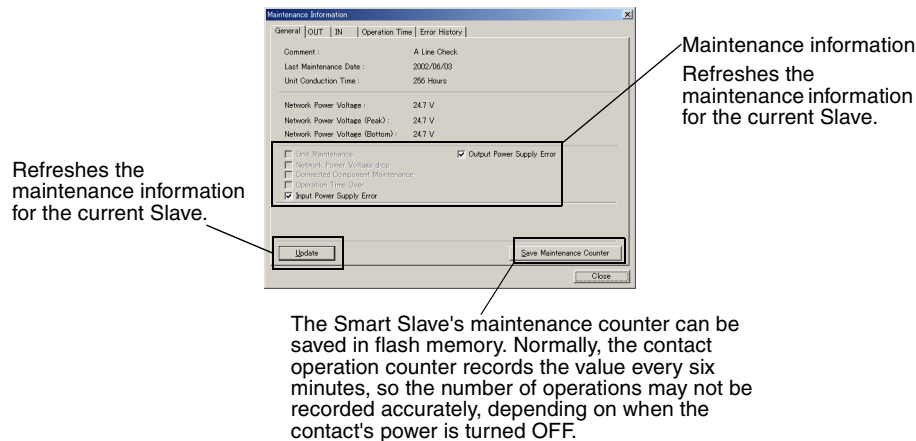 Maintenance Information
General OUT IN Operation Time Error History
Comment : A Line Check
Last Maintenance Date : 2002/06/03
Unit Conduction Time : 256 Hours
Network Power Voltage : 24.7 V
Network Power Voltage (Peak) : 24.7 V
Network Power Voltage (Bottom) : 24.7 V
Unit Maintenance Output Power Supply Error
Network Power Voltage drop
Connected Component Maintenance
Operation Time Over
Input Power Supply Error
Update Save Maintenance Counter
Close
Maintenance information
Refreshes the
maintenance information
for the current Slave.
Refreshes the
maintenance information
for the current Slave.
The Smart Slave's maintenance counter can be
saved in flash memory. Normally, the contact
operation counter records the value every six
minutes, so the number of operations may not be
recorded accurately, depending on when the
contact's power is turned OFF.